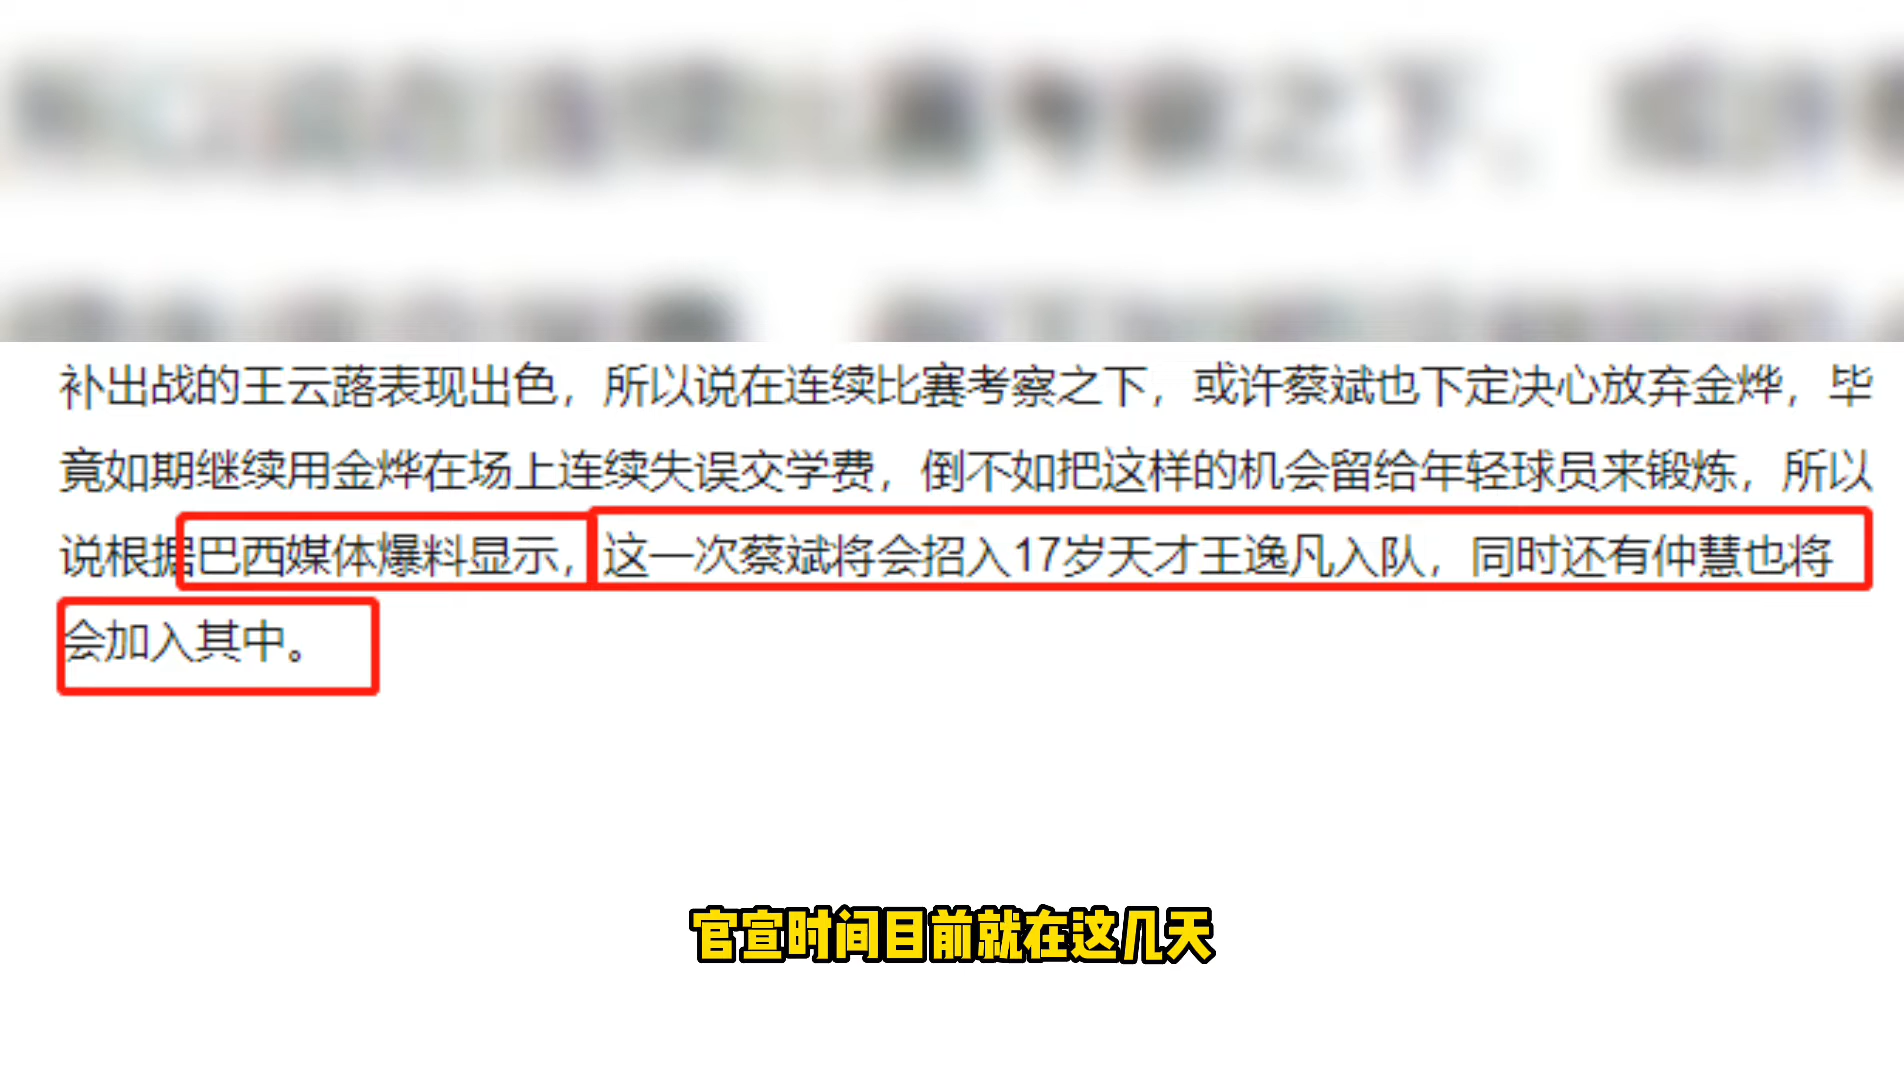 补出战的王云蕗表现出色，所以说在连续比赛考察之下，或许蔡斌也下定决心放弃金烨，毕
竟如期继续用金烨在场上连续失误交学费，倒不如把这样的机会留给年轻球员来锻炼，所以
说根据巴西媒体爆料显示，这一次蔡斌将会招入17岁天才王逸凡入队，同时还有仲慧也将
会加入其中。
官宣时间目前就在这几天